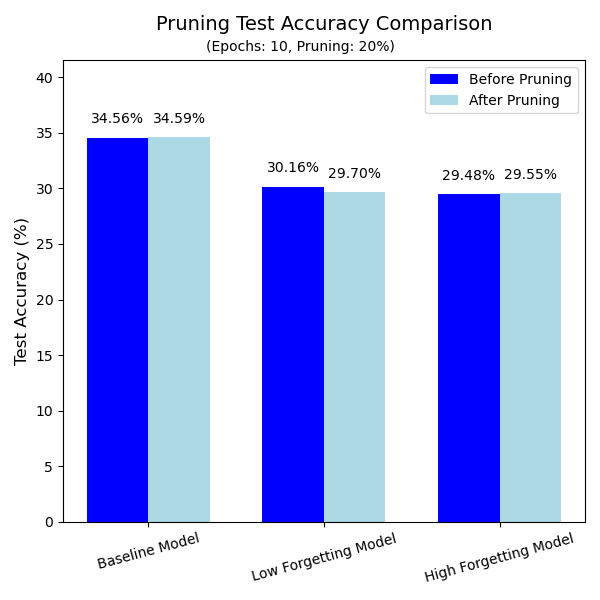 Pruning Test Accuracy Comparison
(Epochs: 10, Pruning: 20%)
Before Pruning
After Pruning
Test Accuracy (%)
40
35
30
25
20
15
10
5
0
34.56% 34.59%
30.16% 29.70%
29.48% 29.55%
Baseline Model
Low Forgetting Model
High Forgetting Model